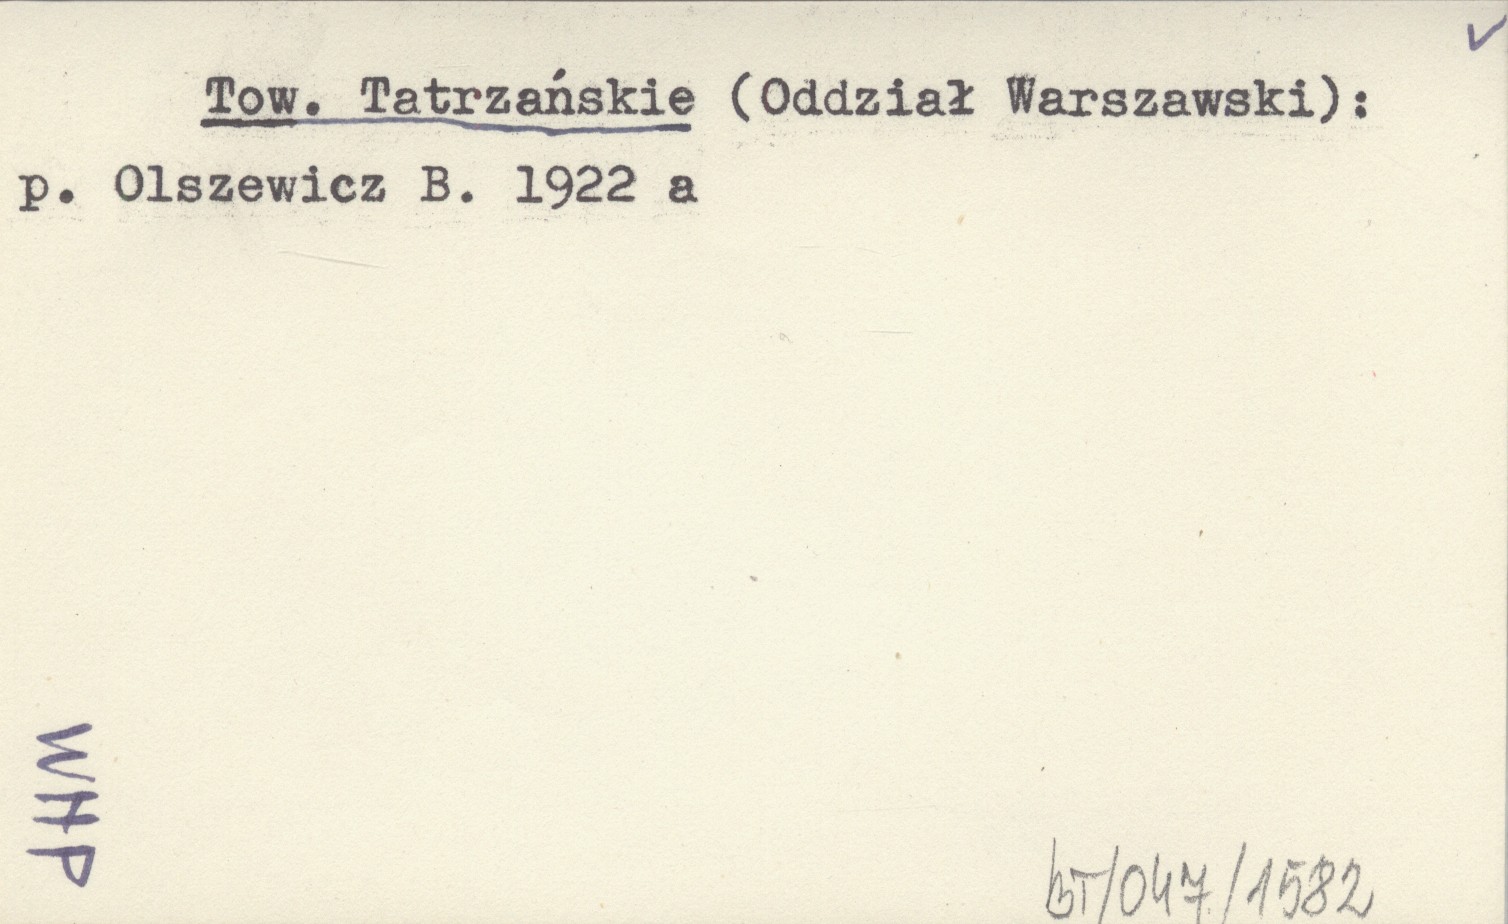 Tow. Tatrzańskie (Oddział Warszawski):
p. Olszewicz B. 1922 a
WHP
BT/047/1582